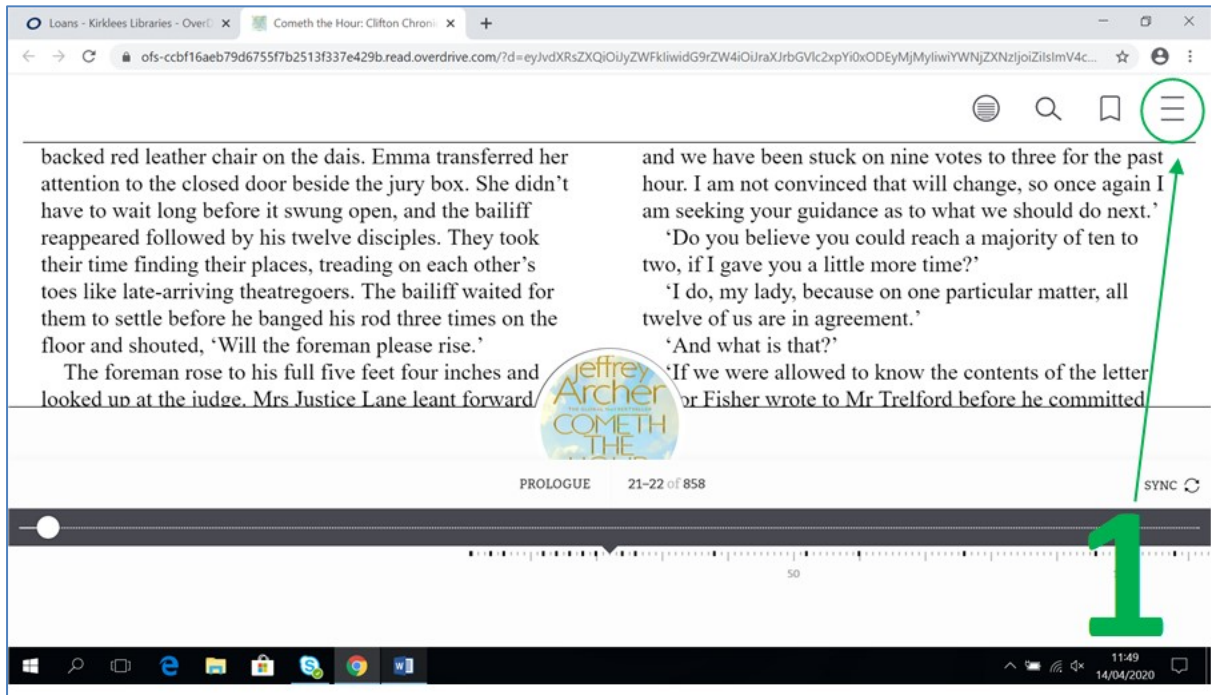 Loans - Kirklees Libraries - OverD
Cometh the Hour: Clifton Chroni
ofs-ccbf16aeb79d6755f7b2513f337e429b.read.overdrive.com/?d=eyJvdXRsZXQiOiJyZWFkIiwidG9rZW4iOiJraXJrbGVlc2xpYi0xODEyMjMyIiwiYWNjZXNzIjoiZiIsImV4c...
backed red leather chair on the dais. Emma transferred her
attention to the closed door beside the jury box. She didn’t
have to wait long before it swung open, and the bailiff
reappeared followed by his twelve disciples. They took
their time finding their places, treading on each other’s
toes like late-arriving theatregoers. The bailiff waited for
them to settle before he banged his rod three times on the
floor and shouted, ‘Will the foreman please rise.’
The foreman rose to his full five feet four inches and
looked up at the judge. Mrs Justice Lane leant forward
and we have been stuck on nine votes to three for the past
hour. I am not convinced that will change, so once again I
am seeking your guidance as to what we should do next.’
‘Do you believe you could reach a majority of ten to
two, if I gave you a little more time?’
‘I do, my lady, because on one particular matter, all
twelve of us are in agreement.’
‘And what is that?’
‘If we were allowed to know the contents of the letter
or Fisher wrote to Mr Trelford before he committed
jeffrey
Archer
COMETH
THE
PROLOGUE 21–22 of 858
SYNC
50
1
11:49
14/04/2020